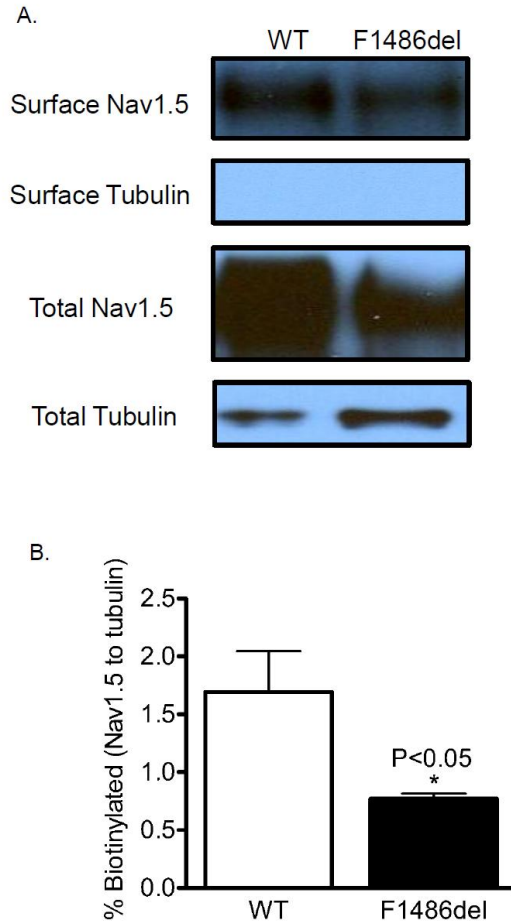 A.
WT F1486del
Surface Nav1.5
Surface Tubulin
Total Nav1.5
Total Tubulin
B.
% Biotinylated (Nav1.5 to tubulin)
2.5
2.0
1.5
1.0
0.5
0.0
P<0.05
*
WT F1486del